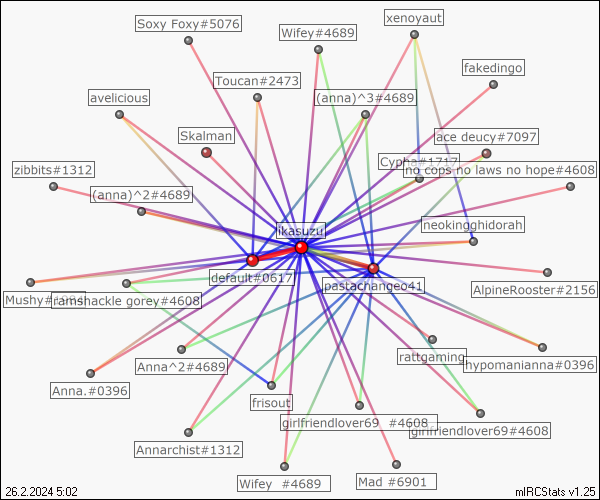 xenoyaut
Soxy Foxy#5076
Wifey#4689
fakedingo
Toucan#2473
avelicious
(anna)^3#4689
Skalman
ace deucy#7097
Cypha#1717
zibbits#1312
no cops no laws no hope#4608
(anna)^2#4689
neokingghidorah
ikasuzu
default#0617
pastachangeo41
AlpineRooster#2156
Mushy#
ramshackle gorey#4608
rattgaming
Anna^2#4689
hypomanianna#0396
Anna.#0396
frisout
girlfriendlover69 #4608
girlfriendlover69#4608
Annarchist#1312
Wifey #4689
Mad #6901
26.2.2024 5:02
mIRCStats v1.25